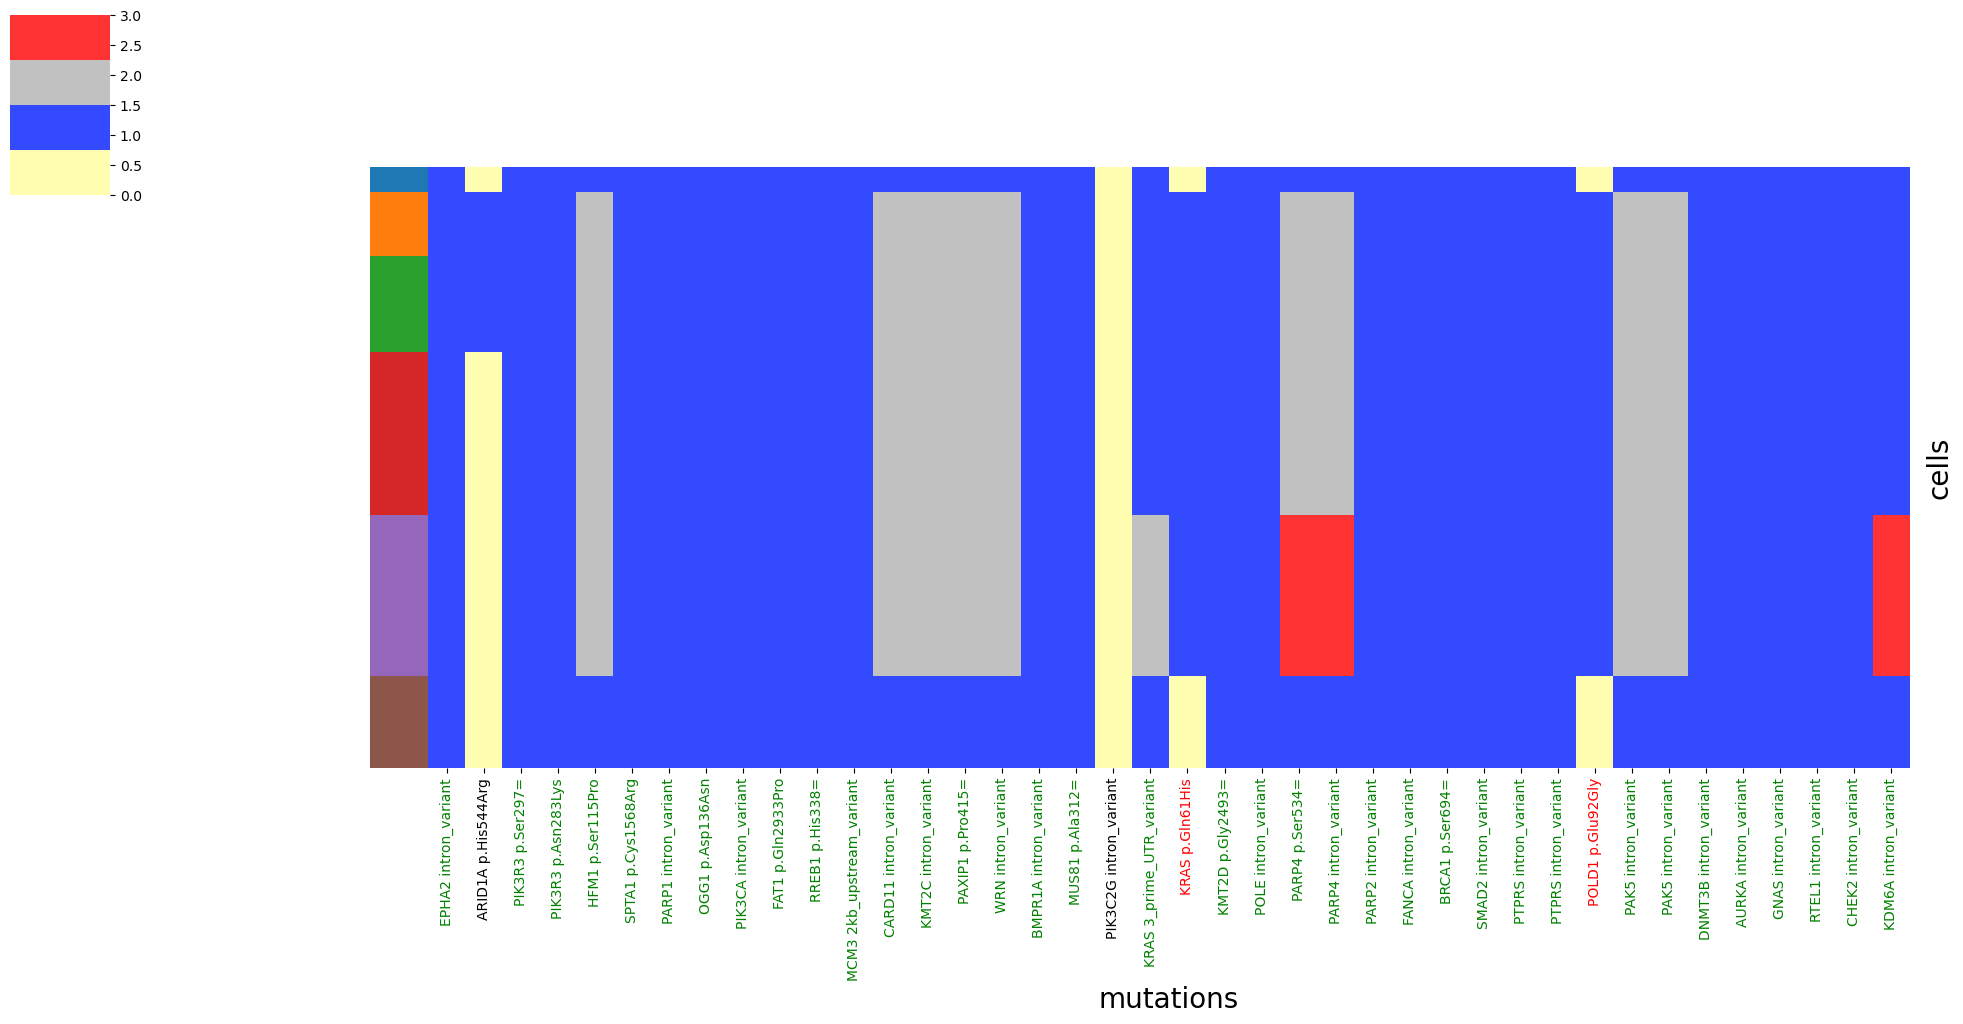 3.0
2.5
2.0
1.5
1.0
0.5
0.0
cells
EPHA2 intron_variant
ARID1A p.His544Arg
PIK3R3 p.Ser297=
PIK3R3 p.Asn283Lys
HFM1 p.Ser115Pro
SPTA1 p.Cys1568Arg
PARP1 intron_variant
OGG1 p.Asp136Asn
PIK3CA intron_variant
FAT1 p.Gln2933Pro
RREB1 p.His338=
MCM3 2kb_upstream_variant
CARD11 intron_variant
KMT2C intron_variant
PAXIP1 p.Pro415=
WRN intron_variant
BMPR1A intron_variant
MUS81 p.Ala312=
PIK3C2G intron_variant
KRAS 3_prime_UTR_variant
KRAS p.Gln61His
KMT2D p.Gly2493=
POLE intron_variant
PARP4 p.Ser534=
PARP4 intron_variant
PARP2 intron_variant
FANCA intron_variant
BRCA1 p.Ser694=
SMAD2 intron_variant
PTPRS intron_variant
PTPRS intron_variant
POLD1 p.Glu92Gly
PAK5 intron_variant
PAK5 intron_variant
DNMT3B intron_variant
AURKA intron_variant
GNAS intron_variant
RTEL1 intron_variant
CHEK2 intron_variant
KDM6A intron_variant
mutations